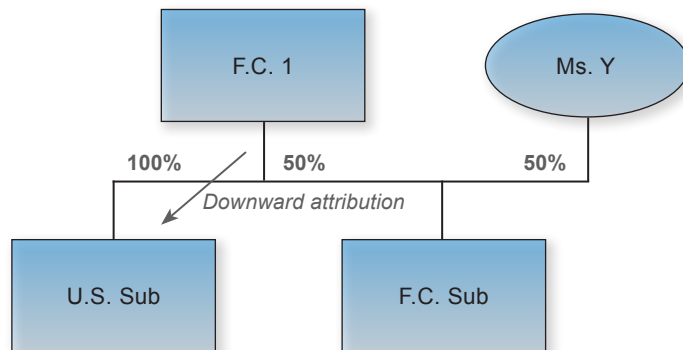 F.C. 1
Ms. Y
100%
50%
50%
Downward attribution
U.S. Sub
F.C. Sub